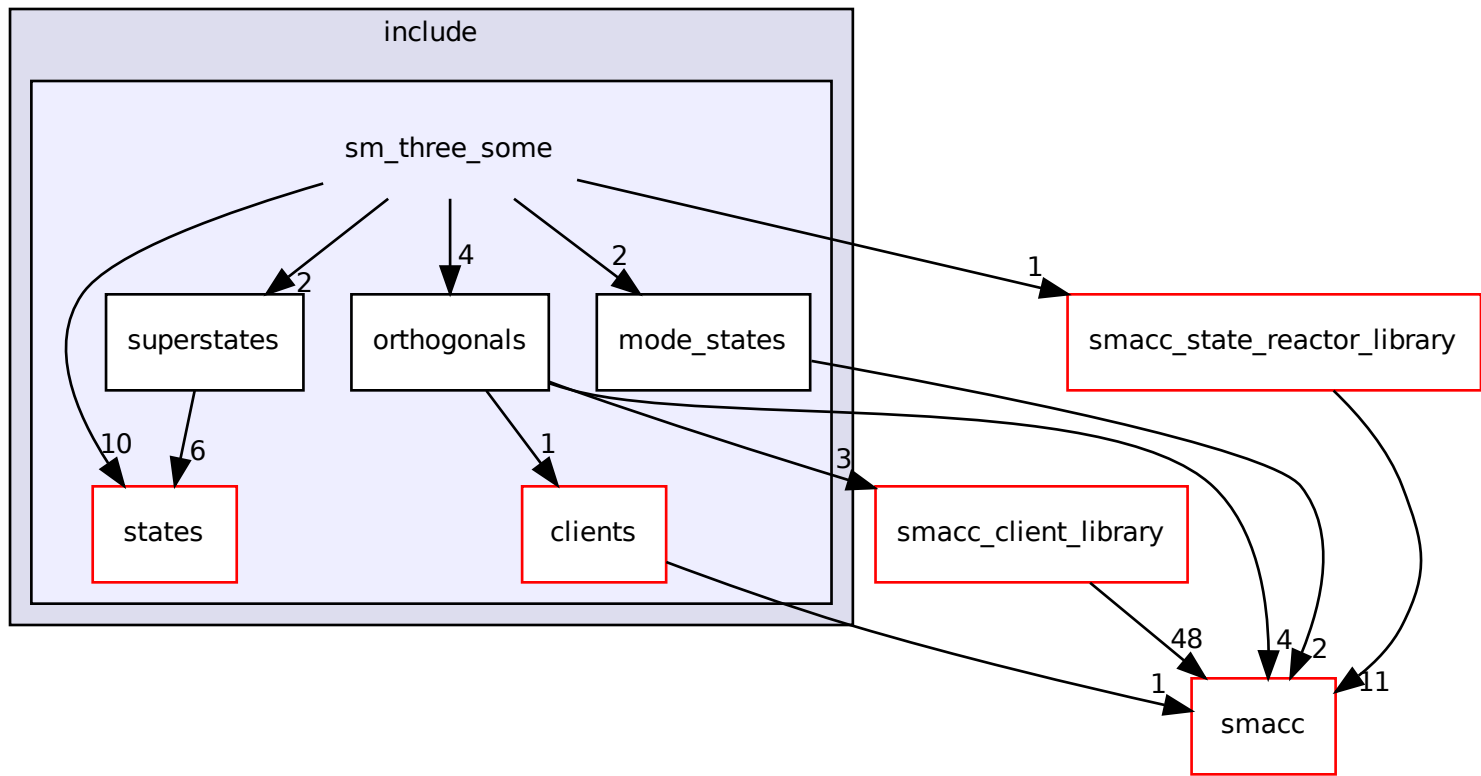 include
sm_three_some
1
2
4
2
superstates
orthogonals
mode_states
smacc_state_reactor_library
10
6
1
3
states
clients
smacc_client_library
48
4
2
1
11
smacc